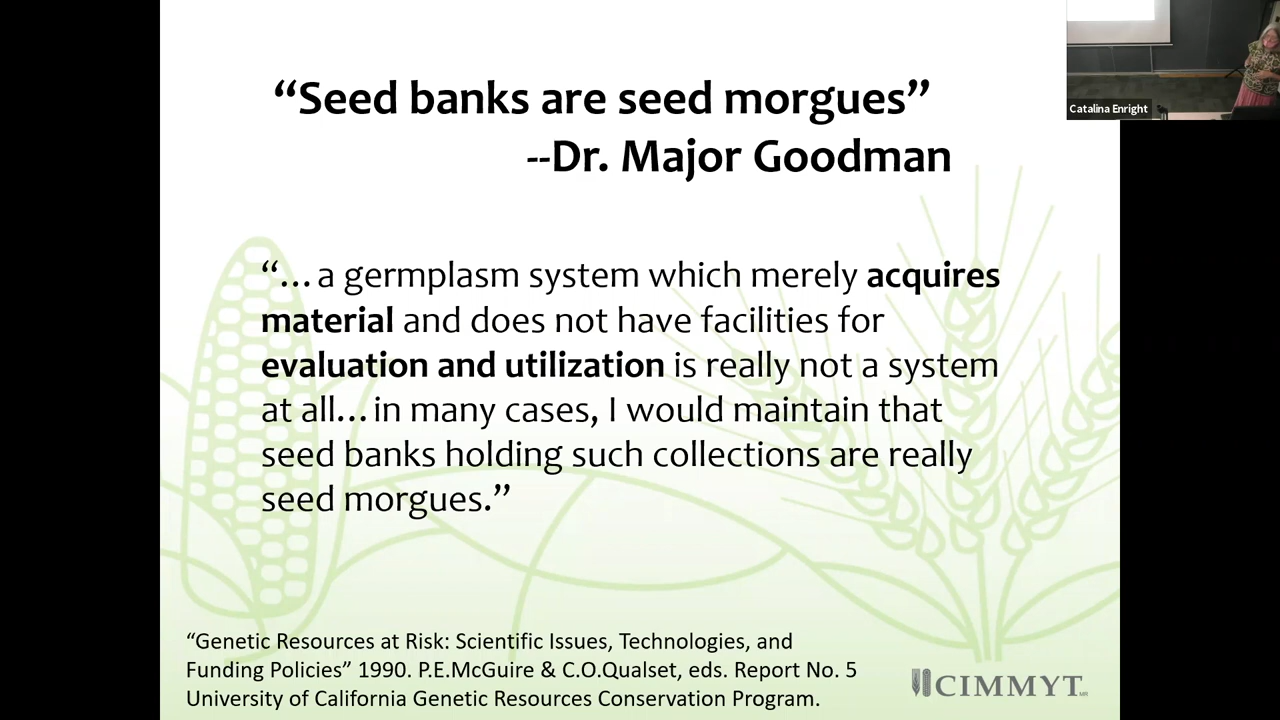 “Seed banks are seed morgues”
--Dr. Major Goodman
Catalina Enright
“…a germplasm system which merely acquires
material and does not have facilities for
evaluation and utilization is really not a system
at all…in many cases, I would maintain that
seed banks holding such collections are really
seed morgues.”
“Genetic Resources at Risk: Scientific Issues, Technologies, and
Funding Policies” 1990. P.E.McGuire & C.O.Qualset, eds. Report No. 5
University of California Genetic Resources Conservation Program.
CIMMYT MR